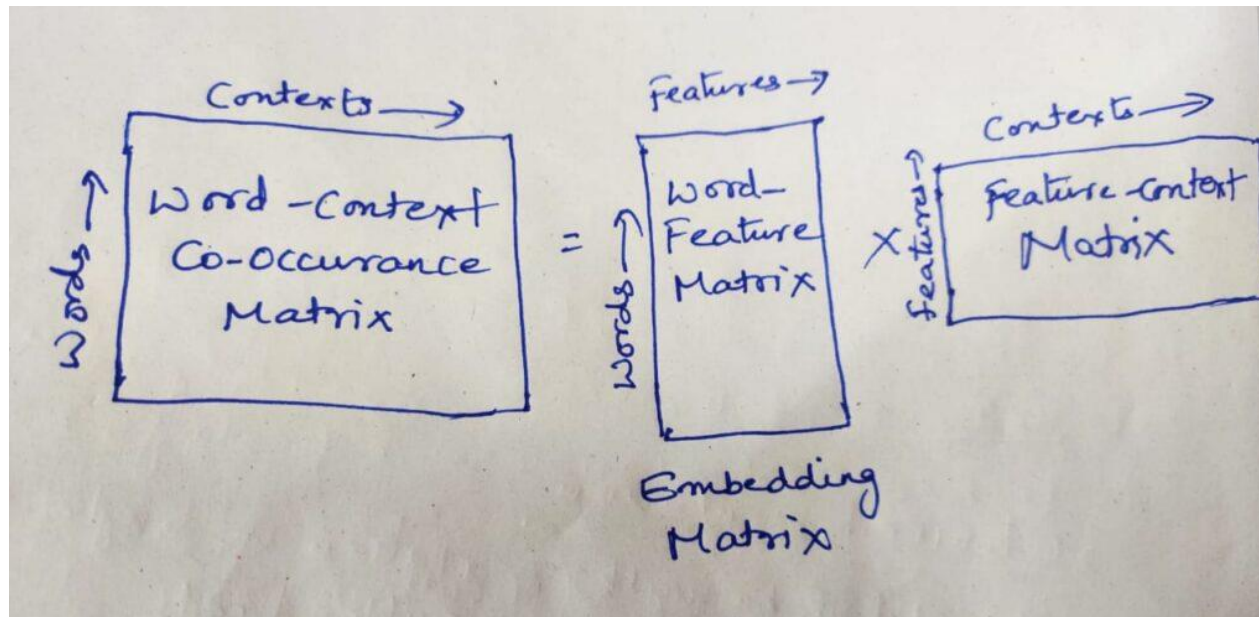 Contexts →
Words →
Word-Context
Co-Occurance
Matrix
=
Features →
Words →
Word-
Feature
Matrix
Embedding
Matrix
X
Contexts →
features →
Feature-Context
Matrix